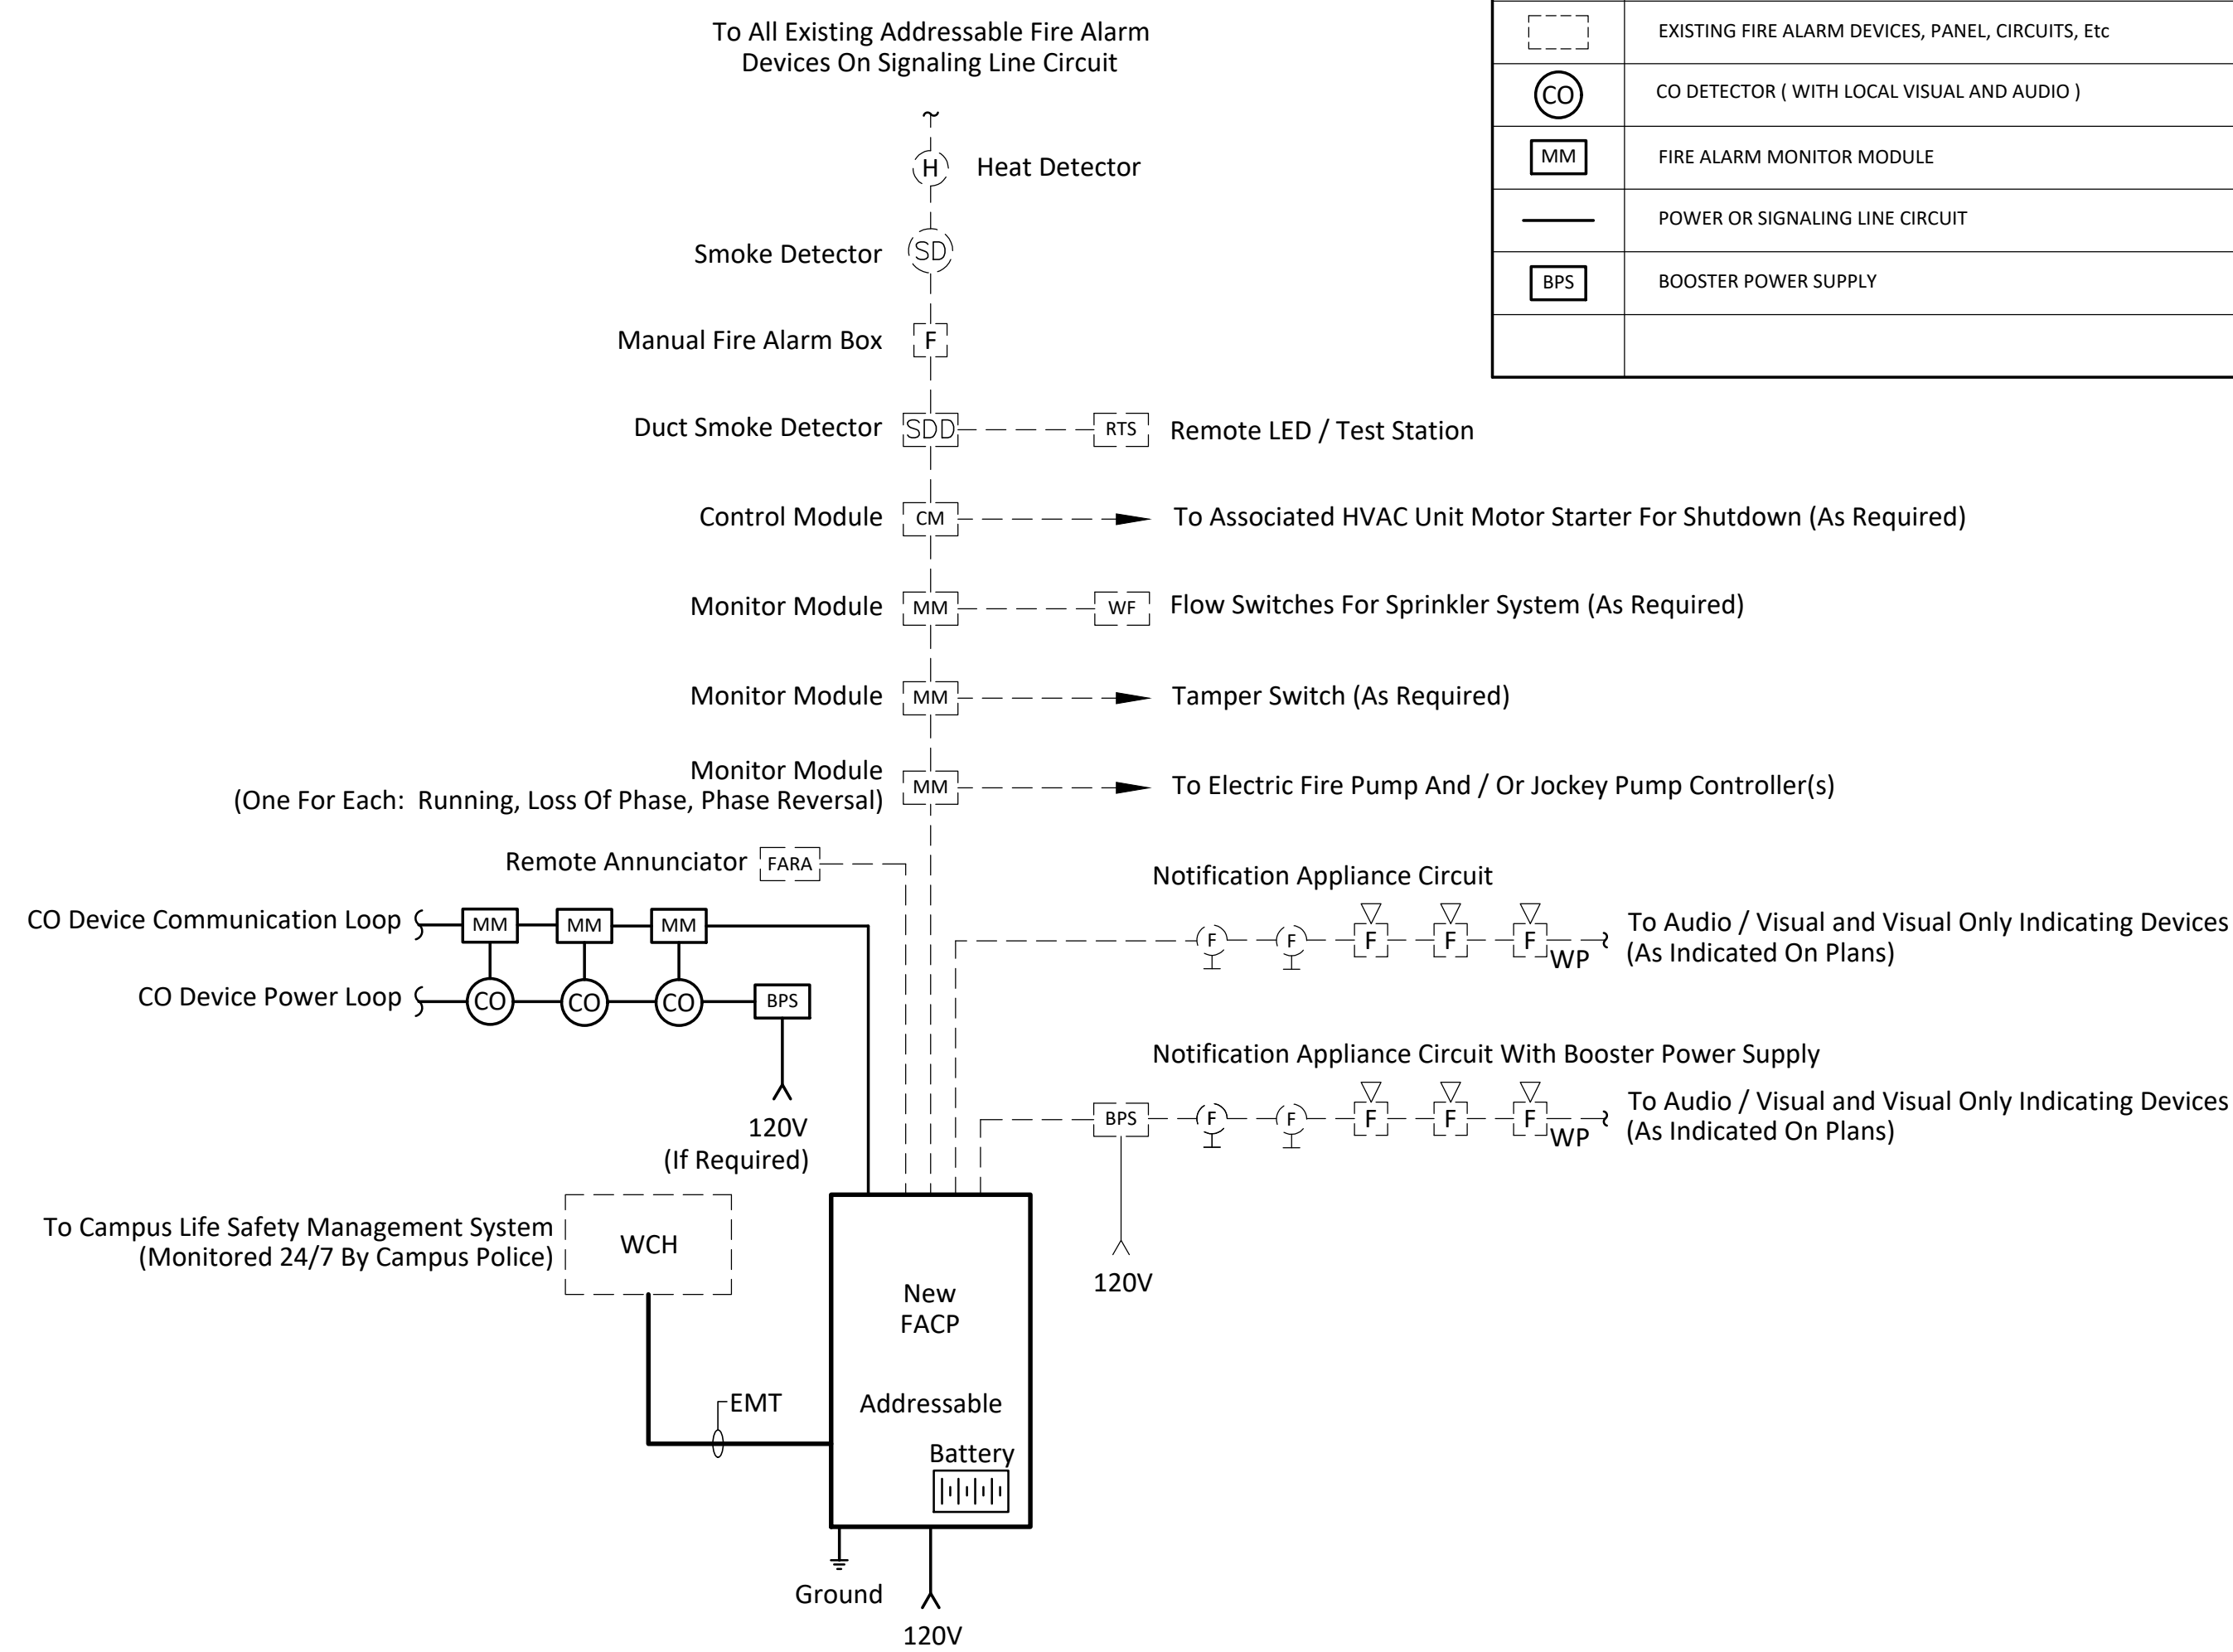 To All Existing Addressable Fire Alarm
Devices On Signaling Line Circuit
EXISTING FIRE ALARM DEVICES, PANEL, CIRCUITS, Etc
CO
CO DETECTOR ( WITH LOCAL VISUAL AND AUDIO )
MM
FIRE ALARM MONITOR MODULE
POWER OR SIGNALING LINE CIRCUIT
BPS
BOOSTER POWER SUPPLY
H
Heat Detector
Smoke Detector
SD
Manual Fire Alarm Box
F
Duct Smoke Detector
SDD
RTS
Remote LED / Test Station
Control Module
CM
To Associated HVAC Unit Motor Starter For Shutdown (As Required)
Monitor Module
MM
WF
Flow Switches For Sprinkler System (As Required)
Monitor Module
MM
Tamper Switch (As Required)
Monitor Module
(One For Each: Running, Loss Of Phase, Phase Reversal)
MM
To Electric Fire Pump And / Or Jockey Pump Controller(s)
Remote Annunciator
FARA
CO Device Communication Loop
MM
MM
MM
CO Device Power Loop
CO
CO
CO
BPS
120V
(If Required)
Notification Appliance Circuit
F
F
F
F
F
WP
To Audio / Visual and Visual Only Indicating Devices
(As Indicated On Plans)
Notification Appliance Circuit With Booster Power Supply
BPS
F
F
F
F
F
WP
To Audio / Visual and Visual Only Indicating Devices
(As Indicated On Plans)
120V
To Campus Life Safety Management System
(Monitored 24/7 By Campus Police)
WCH
New
FACP
Addressable
Battery
EMT
Ground
120V